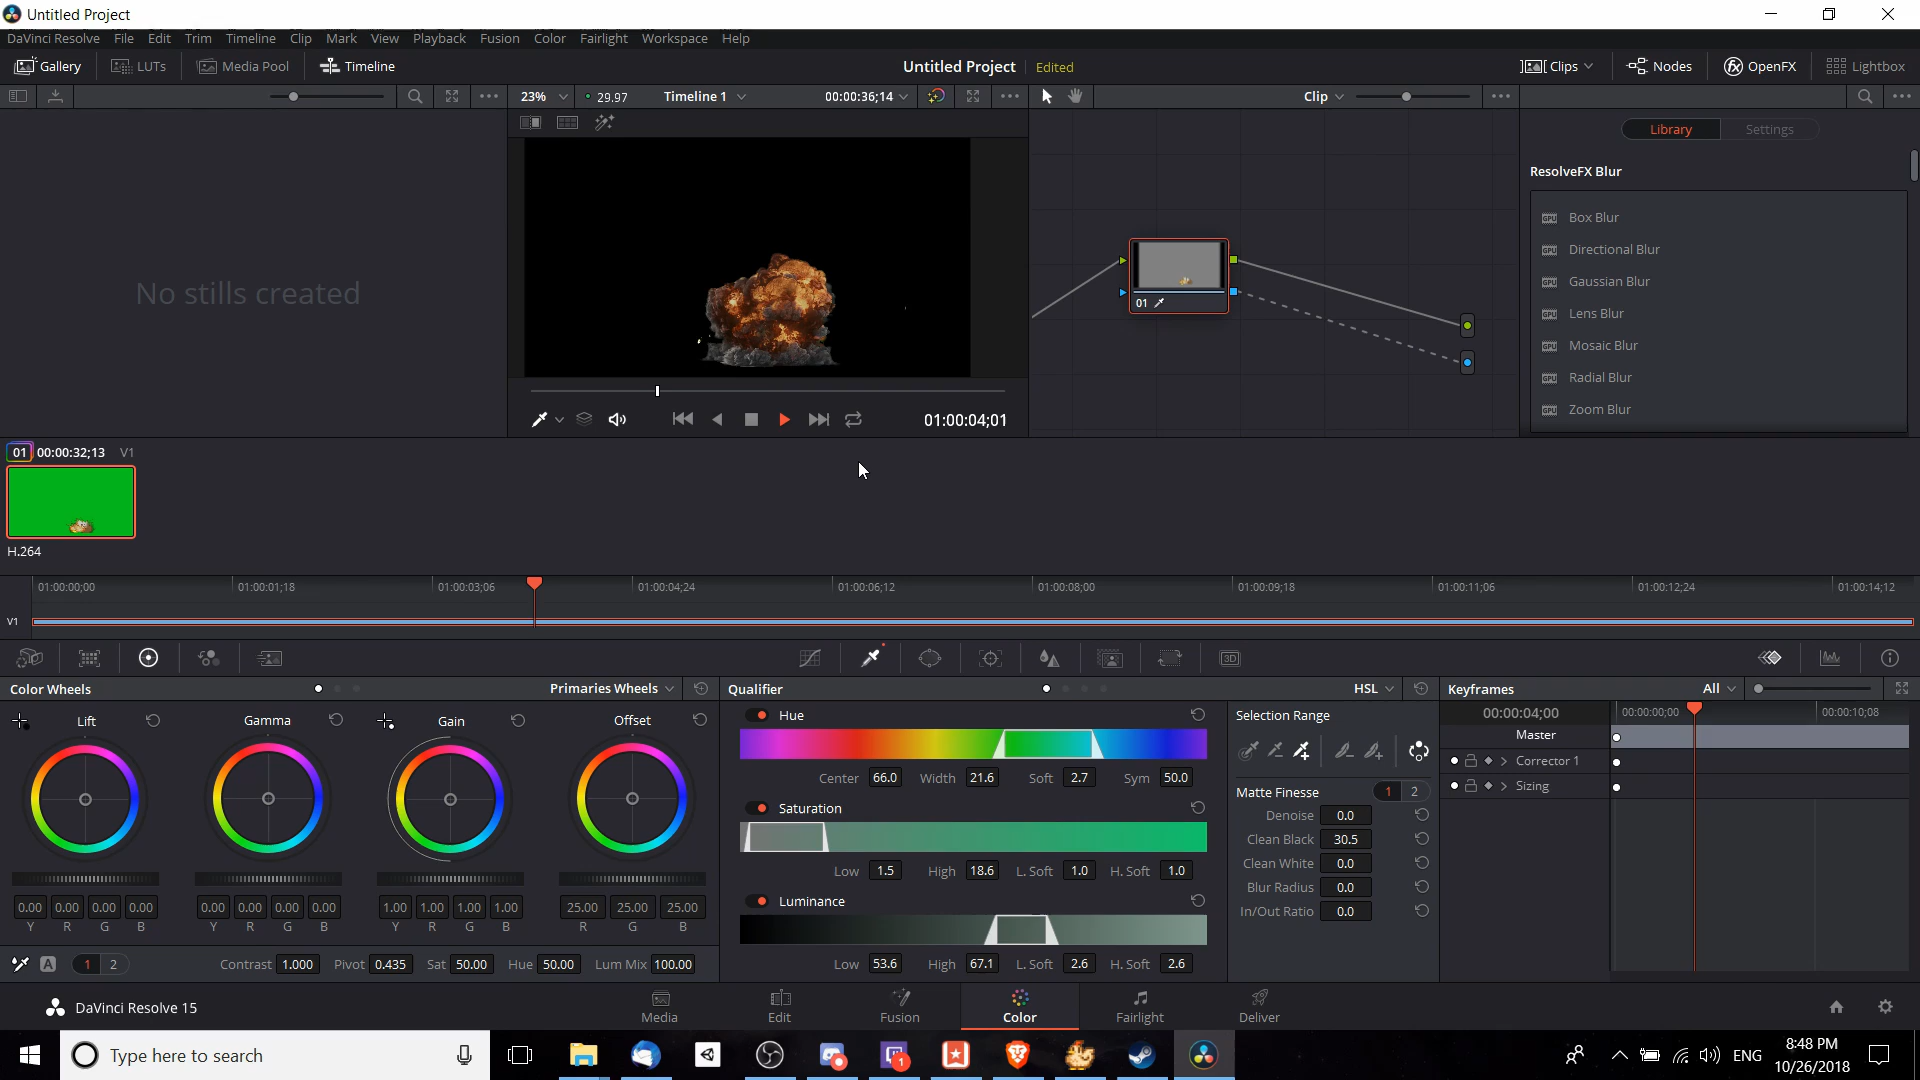 Untitled Project
DaVinci Resolve File Edit Trim Timeline Clip Mark View Playback Fusion Color Fairlight Workspace Help
Gallery LUTs Media Pool Timeline Untitled Project Edited Clips Nodes OpenFX Lightbox
23% 29.97 Timeline 1 00:00:36;14 Clip
Library Settings
ResolveFX Blur
Box Blur
Directional Blur
Gaussian Blur
Lens Blur
Mosaic Blur
Radial Blur
Zoom Blur
No stills created
01
01:00:04;01
01 00:00:32;13 V1
H.264
01:00:00;00 01:00:01;18 01:00:03;06 01:00:04;24 01:00:06;12 01:00:08;00 01:00:09;18 01:00:11;06 01:00:12;24 01:00:14;12
V1
3D
Color Wheels Primaries Wheels Qualifier HSL Keyframes All
Lift Gamma Gain Offset
0.00 0.00 0.00 0.00 0.00 0.00 0.00 0.00 1.00 1.00 1.00 1.00 25.00 25.00 25.00
Y R G B Y R G B Y R G B R G B
A 1 2 Contrast 1.000 Pivot 0.435 Sat 50.00 Hue 50.00 Lum Mix 100.00
Hue
Center 66.0 Width 21.6 Soft 2.7 Sym 50.0
Saturation
Low 1.5 High 18.6 L. Soft 1.0 H. Soft 1.0
Luminance
Low 53.6 High 67.1 L. Soft 2.6 H. Soft 2.6
Selection Range
Matte Finesse 1 2
Denoise 0.0
Clean Black 30.5
Clean White 0.0
Blur Radius 0.0
In/Out Ratio 0.0
00:00:04;00 00:00:00;00 00:00:10;08
Master
Corrector 1
Sizing
DaVinci Resolve 15 Media Edit Fusion Color Fairlight Deliver
Type here to search 1 ENG 8:48 PM
10/26/2018